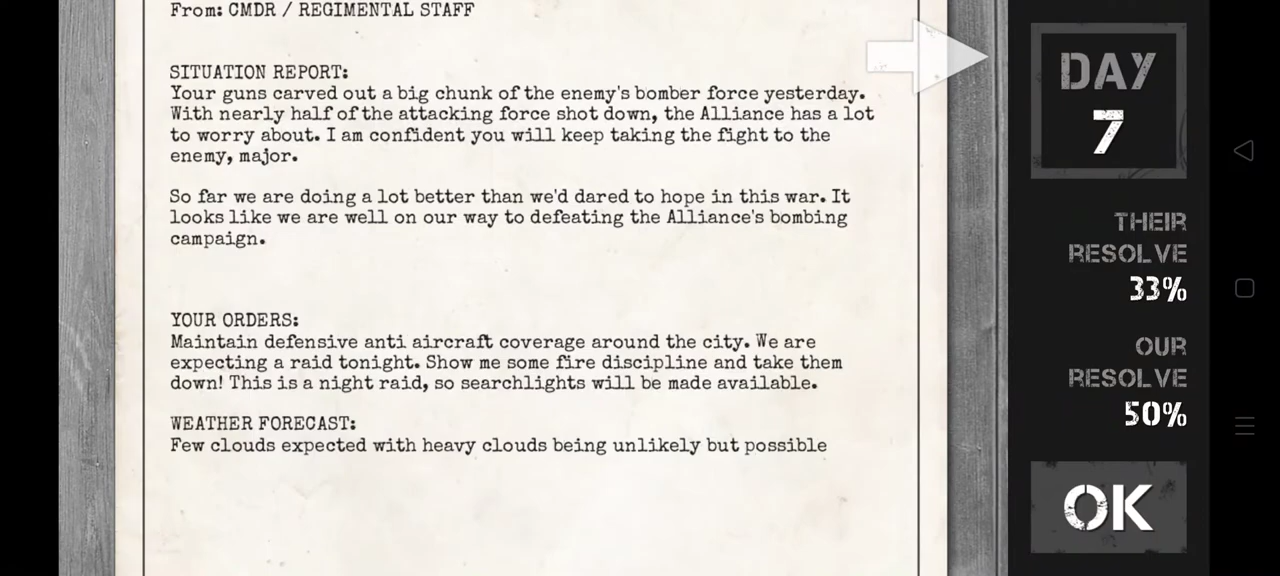 From: CMDR / REGIMENTAL STAFF
SITUATION REPORT:
Your guns carved out a big chunk of the enemy's bomber force yesterday.
With nearly half of the attacking force shot down, the Alliance has a lot
to worry about. I am confident you will keep taking the fight to the
enemy, major.
So far we are doing a lot better than we'd dared to hope in this war. It
looks like we are well on our way to defeating the Alliance's bombing
campaign.
YOUR ORDERS:
Maintain defensive anti aircraft coverage around the city. We are
expecting a raid tonight. Show me some fire discipline and take them
down! This is a night raid, so searchlights will be made available.
WEATHER FORECAST:
Few clouds expected with heavy clouds being unlikely but possible
DAY
7
THEIR
RESOLVE
33%
OUR
RESOLVE
50%
OK